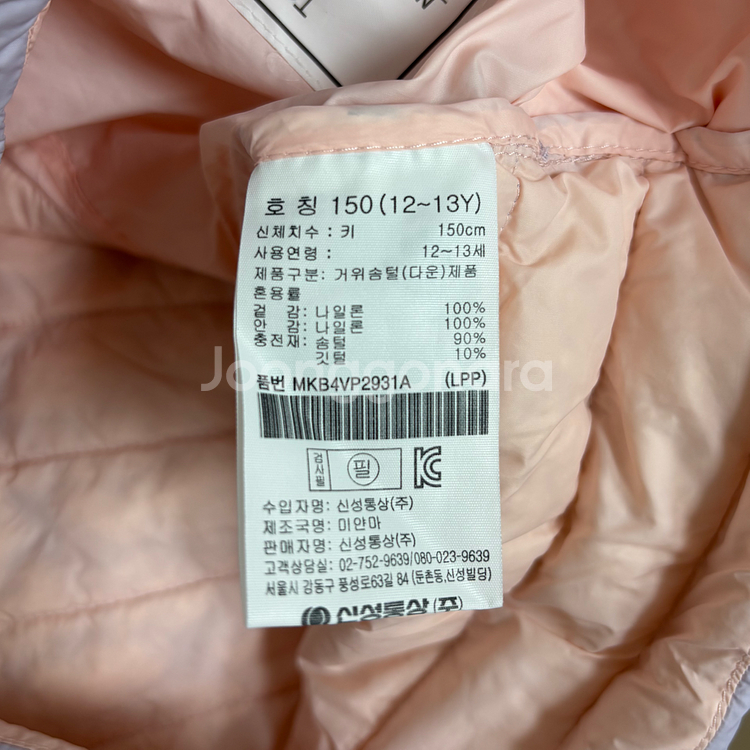 호 칭 150 (12~13Y)
신체치수 : 키 150cm
사용연령 : 12~13세
제품구분: 거위솜털(다운)제품
혼용률
겉 감: 나일론 100%
안 감: 나일론 100%
충전재: 솜털 90%
깃털 10%
Joonggonara
품번 MKB4VP2931A (LPP)
검사필 필
수입자명: 신성통상(주)
제조국명: 미얀마
판매자명: 신성통상(주)
고객상담실: 02-752-9639/080-023-9639
서울시 강동구 풍성로63길 84 (둔촌동,신성빌딩)
신성통상(주)